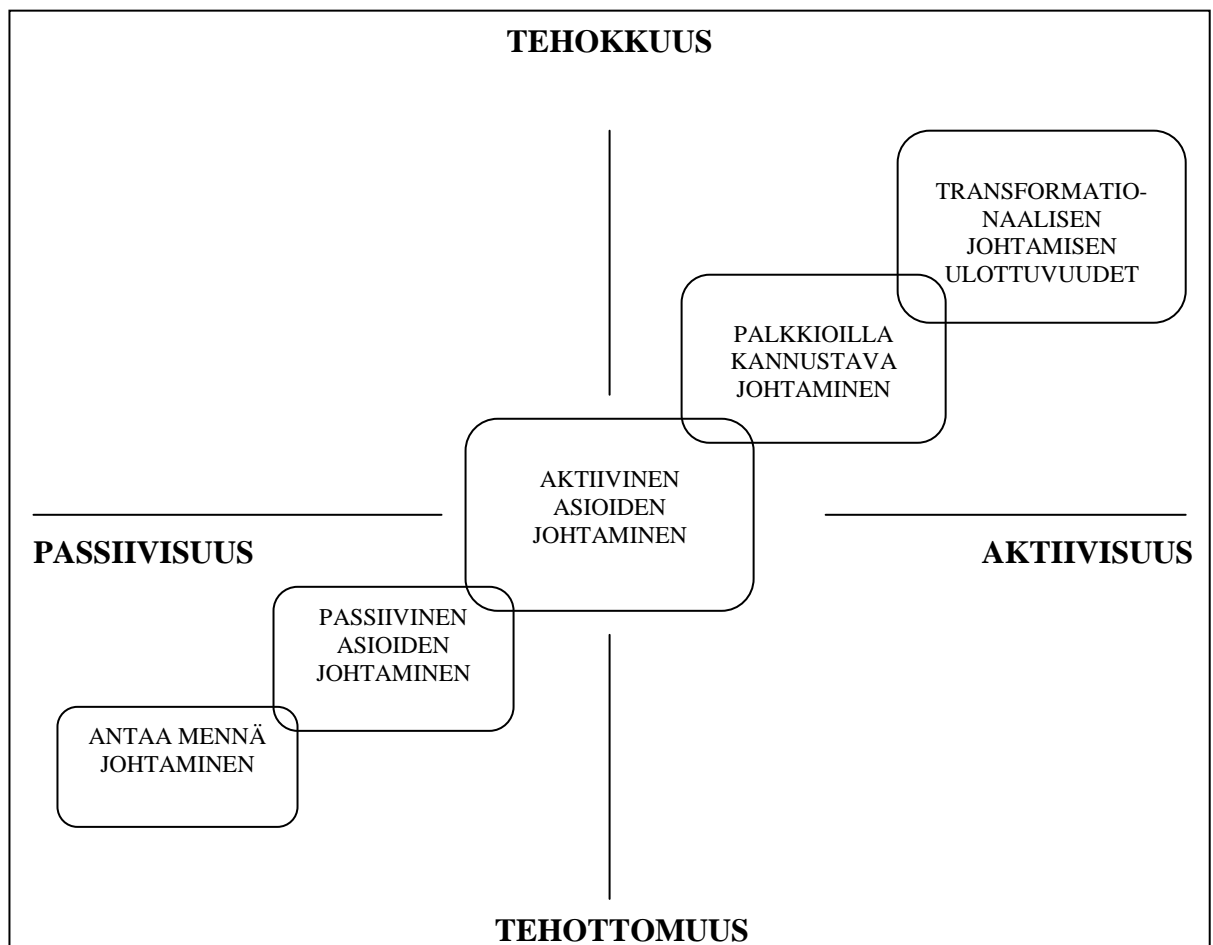 TEHOKKUUS
TRANSFORMATIO-
NAALISEN
JOHTAMISEN
ULOTTUVUUDET
PALKKIOILLA
KANNUSTAVA
JOHTAMINEN
AKTIIVINEN
ASIOIDEN
JOHTAMINEN
PASSIIVISUUS
AKTIIVISUUS
PASSIIVINEN
ASIOIDEN
JOHTAMINEN
ANTAA MENNÄ
JOHTAMINEN
TEHOTTOMUUS